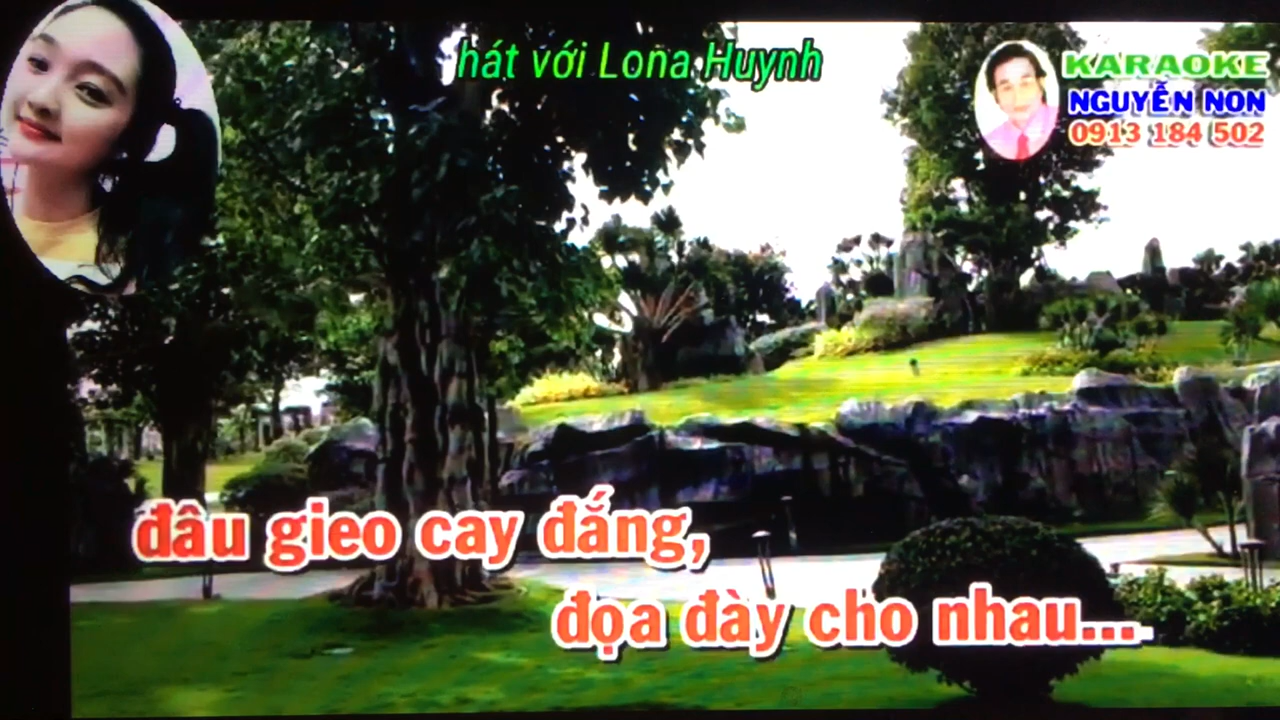 hát với Lona Huynh
KARAOKE
NGUYỄN NON
0913 184 502
đâu gieo cay đắng,
đọa đày cho nhau...